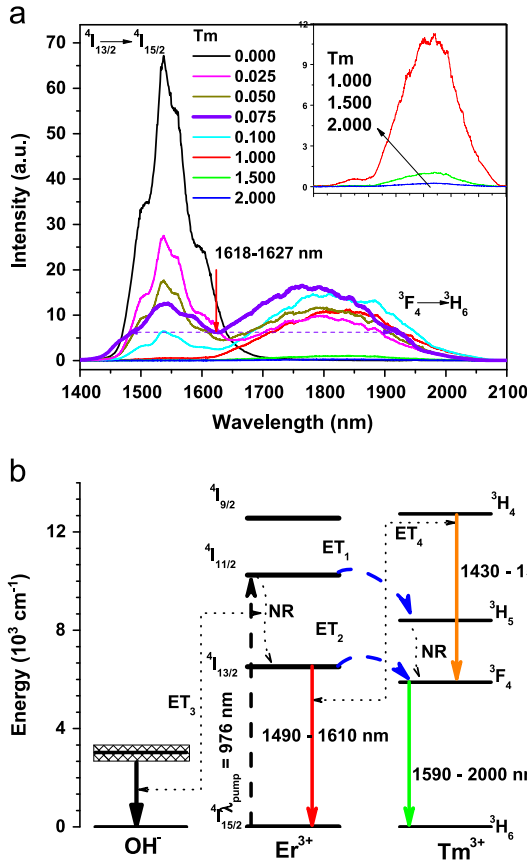 a
⁴I₁₃/₂ → ⁴I₁₅/₂
Tm
0.000
0.025
0.050
0.075
0.100
1.000
1.500
2.000
Tm
1.000
1.500
2.000
12
9
6
3
0
1618-1627 nm
³F₄ → ³H₆
70
60
50
40
30
20
10
0
Intensity (a.u.)
1400 1500 1600 1700 1800 1900 2000 2100
Wavelength (nm)
b
12
9
6
3
0
Energy (10³ cm⁻¹)
⁴I₉/₂
⁴I₁₁/₂
⁴I₁₃/₂
⁴I₁₅/₂
³H₄
³H₅
³F₄
³H₆
ET₁
ET₂
ET₃
ET₄
NR
NR
λpump = 976 nm
1490 - 1610 nm
1430 - 1
1590 - 2000 n
OH⁻
Er³⁺
Tm³⁺